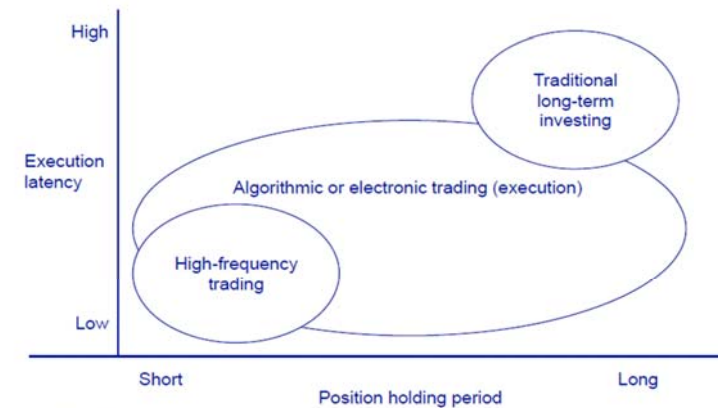 High
Traditional
long-term
investing
Execution
latency
Algorithmic or electronic trading (execution)
High-frequency
trading
Low
Short
Long
Position holding period